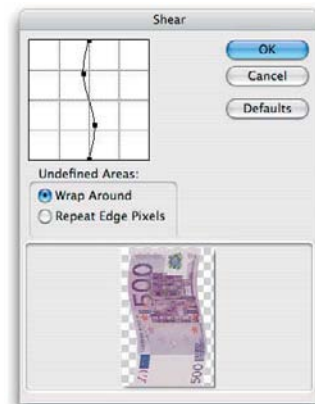 Shear
OK
Cancel
Defaults
Undefined Areas:
Wrap Around
Repeat Edge Pixels
500
500